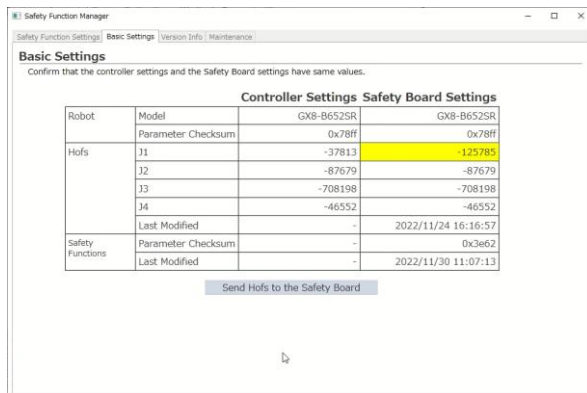 Safety Function Manager
Safety Function Settings Basic Settings Version Info Maintenance
Basic Settings
Confirm that the controller settings and the Safety Board settings have same values.
Controller Settings Safety Board Settings
Robot Model GX8-B652SR GX8-B652SR
Parameter Checksum 0x78ff 0x78ff
Hofs J1 -37813 -125785
J2 -87679 -87679
J3 -708198 -708198
J4 -46552 -46552
Last Modified - 2022/11/24 16:16:57
Safety Functions Parameter Checksum - 0x3e62
Last Modified - 2022/11/30 11:07:13
Send Hofs to the Safety Board